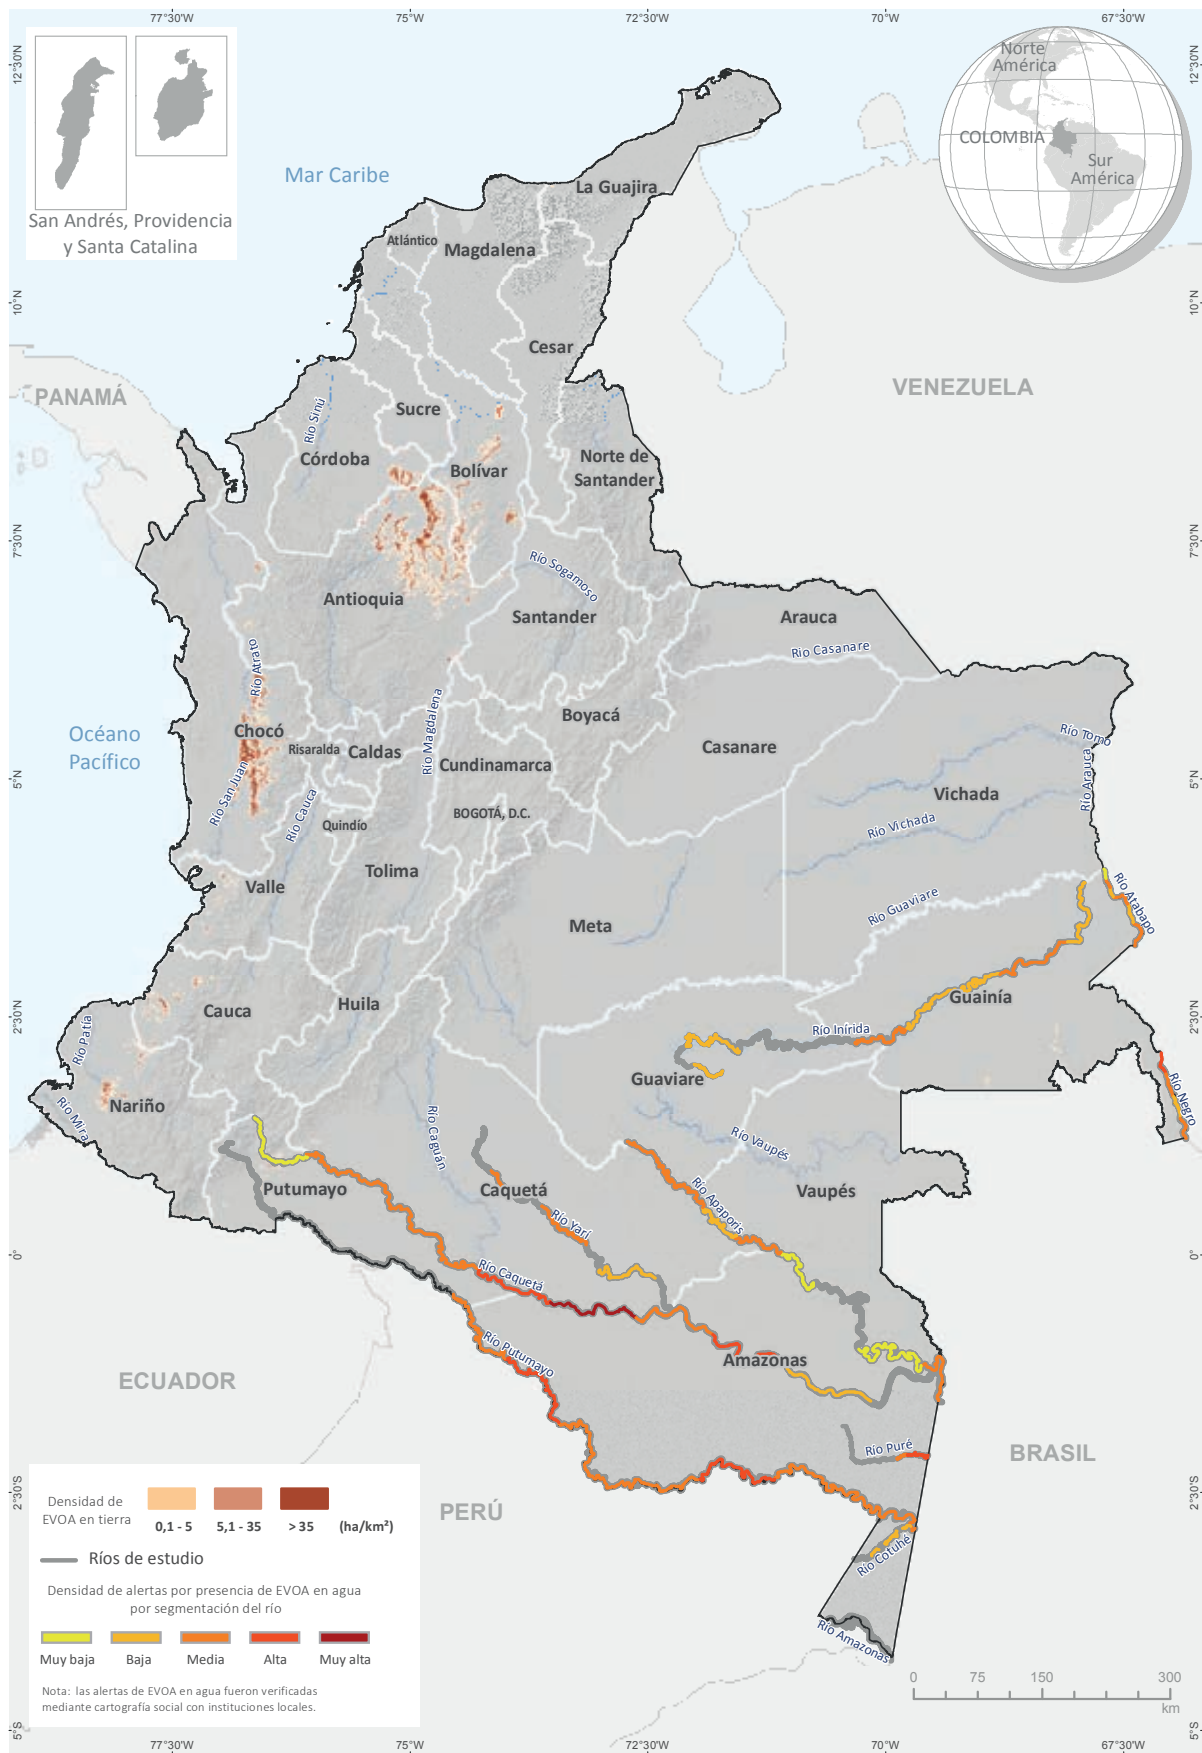 77°30'W
75°W
72°30'W
70°W
67°30'W
12°30'N
12°30'N
Norte
América
COLOMBIA
Sur
América
San Andrés, Providencia
y Santa Catalina
Mar Caribe
La Guajira
Atlántico
Magdalena
10°N
10°N
Cesar
PANAMÁ
VENEZUELA
Sucre
Río Sinú
Córdoba
Bolívar
Norte de
Santander
7°30'N
7°30'N
Río Sogamoso
Antioquia
Santander
Arauca
Río Casanare
Río Atrato
Río Magdalena
Boyacá
Océano
Pacífico
Chocó
Risaralda
Caldas
Cundinamarca
Casanare
Río Tomo
Río Arauca
5°N
5°N
Río San Juan
Río Cauca
Vichada
BOGOTÁ, D.C.
Quindío
Río Vichada
Tolima
Valle
Río Guaviare
Río Atabapo
Meta
Guainía
Huila
Cauca
2°30'N
2°30'N
Río Patía
Río Inírida
Guaviare
Río Negro
Nariño
Río Mira
Río Caguán
Río Vaupés
Putumayo
Caquetá
Río Apaporis
Vaupés
Río Yarí
0°
0°
Río Caquetá
Río Putumayo
Amazonas
ECUADOR
Río Puré
BRASIL
2°30'S
2°30'S
PERÚ
Río Cotuhé
Río Amazonas
Densidad de
EVOA en tierra
0,1 - 5
5,1 - 35
> 35
(ha/km²)
Ríos de estudio
Densidad de alertas por presencia de EVOA en agua
por segmentación del río
Muy baja
Baja
Media
Alta
Muy alta
Nota: las alertas de EVOA en agua fueron verificadas
mediante cartografía social con instituciones locales.
0
75
150
300
km
5°S
5°S
77°30'W
75°W
72°30'W
70°W
67°30'W